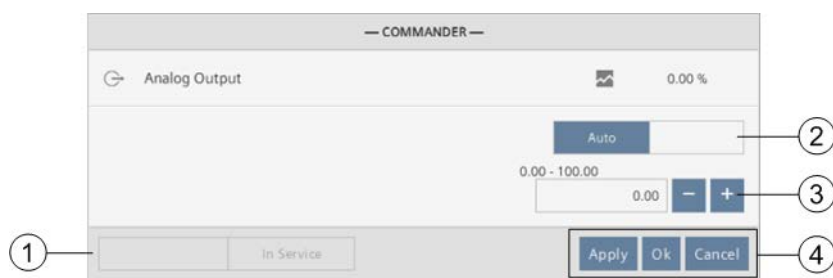 — COMMANDER —
Analog Output 0.00 %
Auto 2
0.00 - 100.00
0.00 − + 3
1 In Service Apply Ok Cancel 4